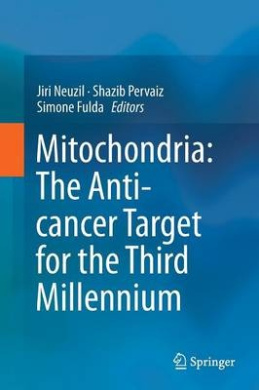 Jiri Neuzil · Shazib Pervaiz
Simone Fulda Editors
Mitochondria:
The Anti-
cancer Target
for the Third
Millennium
Springer